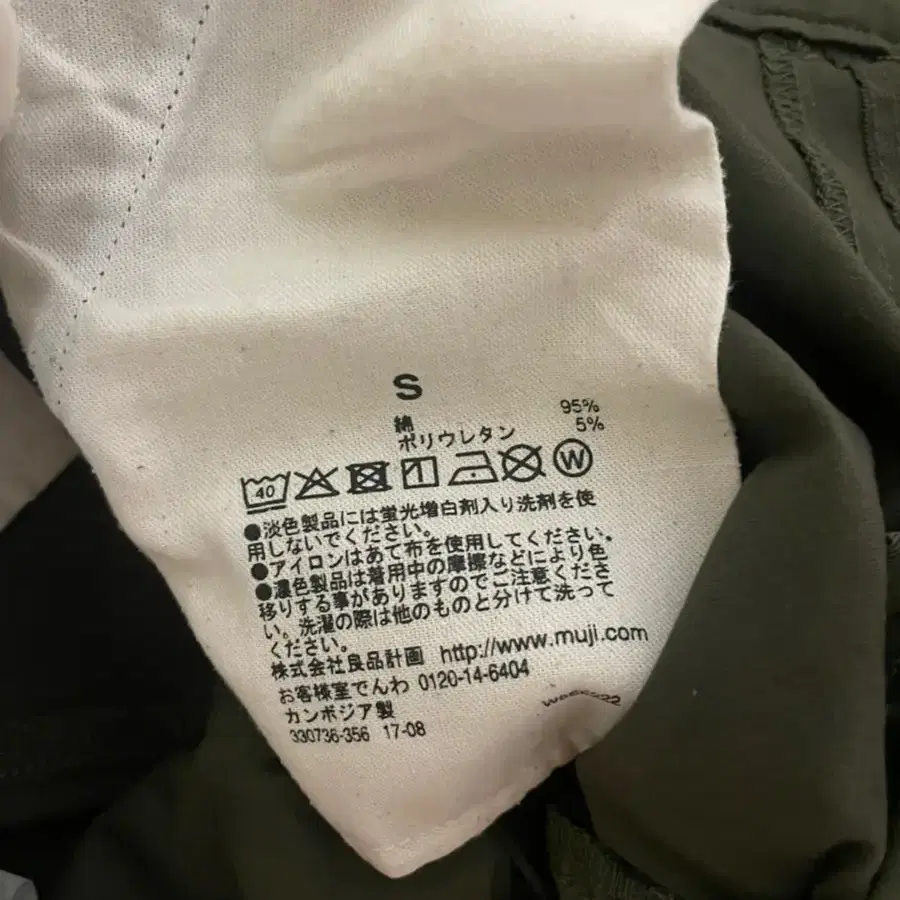 S
綿 95%
ポリウレタン 5%
40 W
●淡色製品には蛍光増白剤入り洗剤を使
用しないでください。
●アイロンはあて布を使用してください。
●濃色製品は着用中の摩擦などにより色
移りする事がありますのでご注意くださ
い。洗濯の際は他のものと分けて洗って
ください。
株式会社良品計画 http://www.muji.com
お客様室でんわ 0120-14-6404
カンボジア製
330736-356 17-08